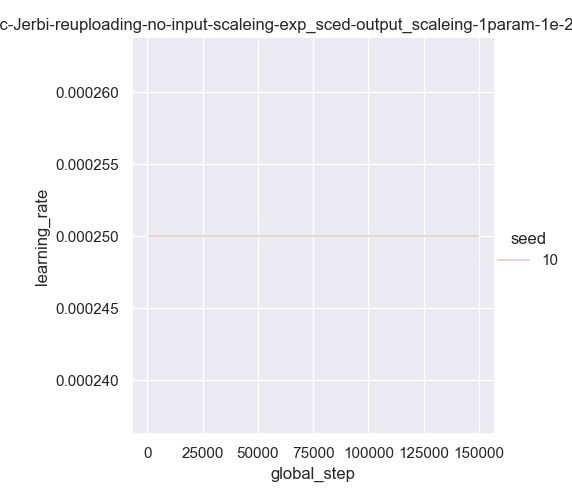 c-Jerbi-reuploading-no-input-scaleing-exp_sced-output_scaleing-1param-1e-2
0.000260
0.000255
0.000250
0.000245
0.000240
learning_rate
0 25000 50000 75000 100000 125000 150000
global_step
seed
10